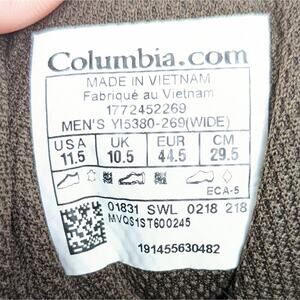 Columbia.com
MADE IN VIETNAM
Fabriqué au Vietnam
1772452269
MEN'S YI5380-269(WIDE)
USA UK EUR CM
11.5 10.5 44.5 29.5
ECA-5
01831 SWL 0218 218
MVQS1ST600245
191455630482